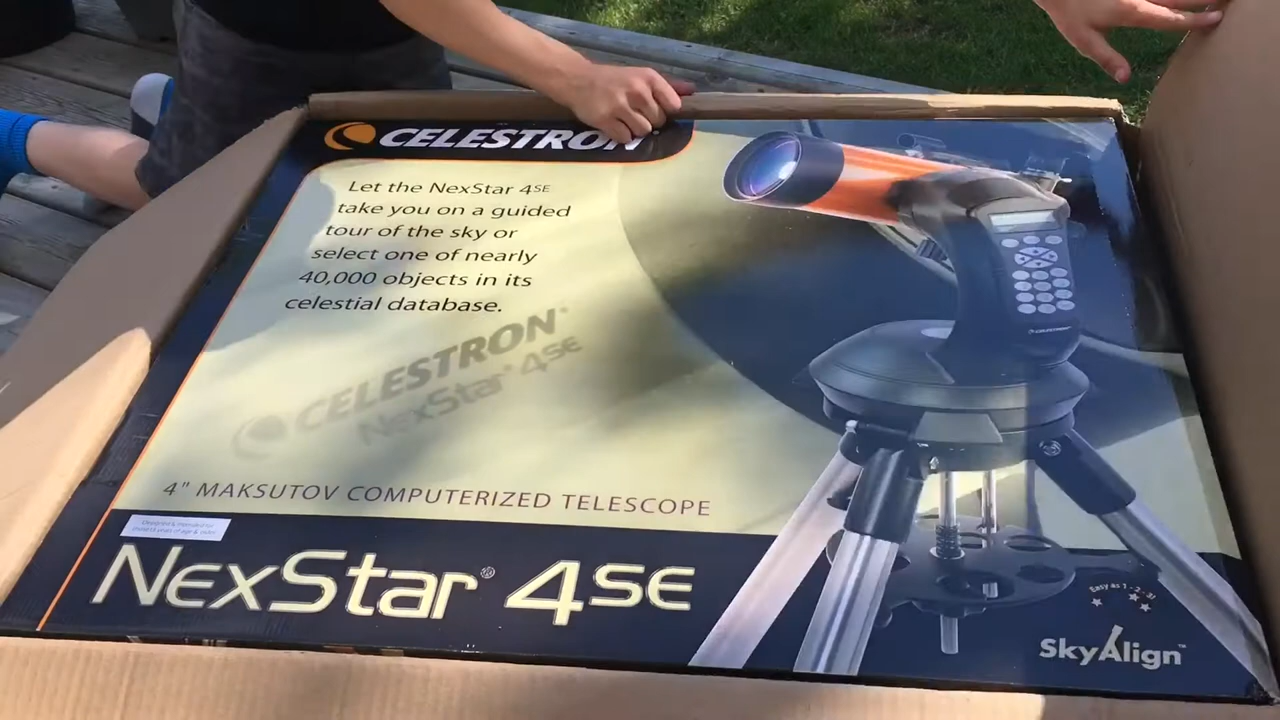 CELESTRON
Let the NexStar 4SE
take you on a guided
tour of the sky or
select one of nearly
40,000 objects in its
celestial database.
CELESTRON
NexStar® 4SE
4" MAKSUTOV COMPUTERIZED TELESCOPE
NexStar® 4SE
CELESTRON
Easy as 1-2-3!
SkyAlign™